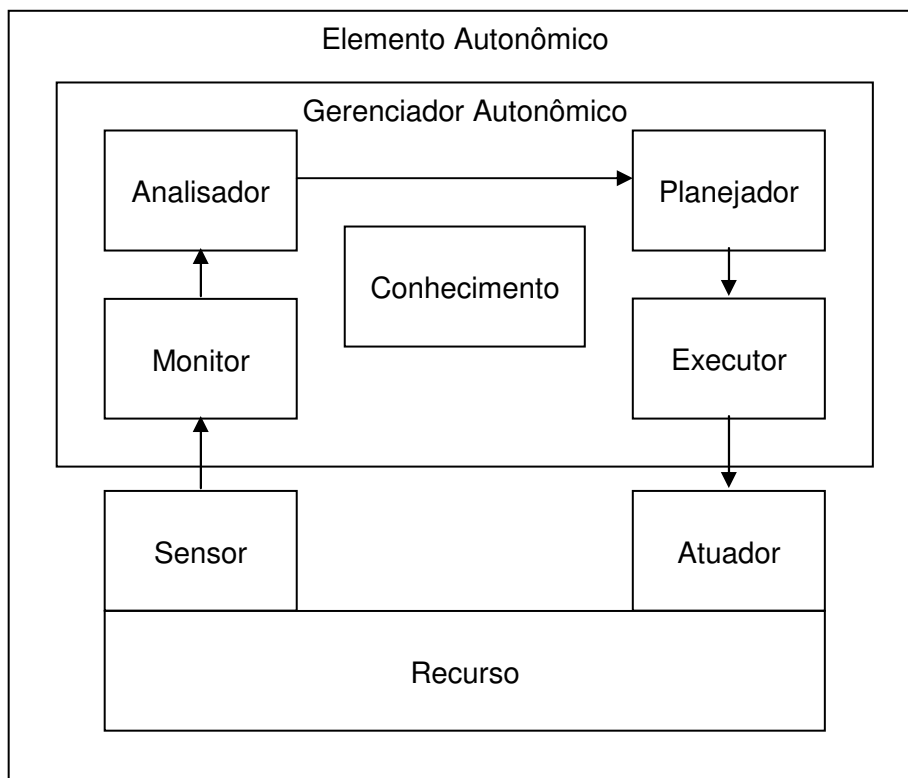 Elemento Autonômico
Gerenciador Autonômico
Analisador
Planejador
Conhecimento
Monitor
Executor
Sensor
Atuador
Recurso